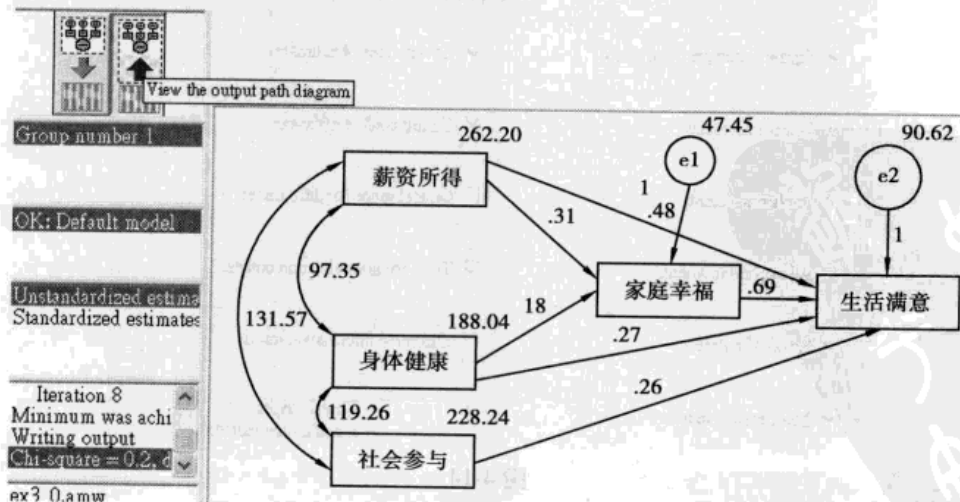 View the output path diagram
Group number 1
OK: Default model
Unstandardized estima
Standardized estimates
Iteration 8
Minimum was achi
Writing output
Chi-square = 0.2, d
ex3_0.amw
262.20
47.45
90.62
薪资所得
e1
e2
1
.48
.31
1
97.35
家庭幸福
.69
生活满意
131.57
188.04
18
身体健康
.27
119.26
228.24
.26
社会参与